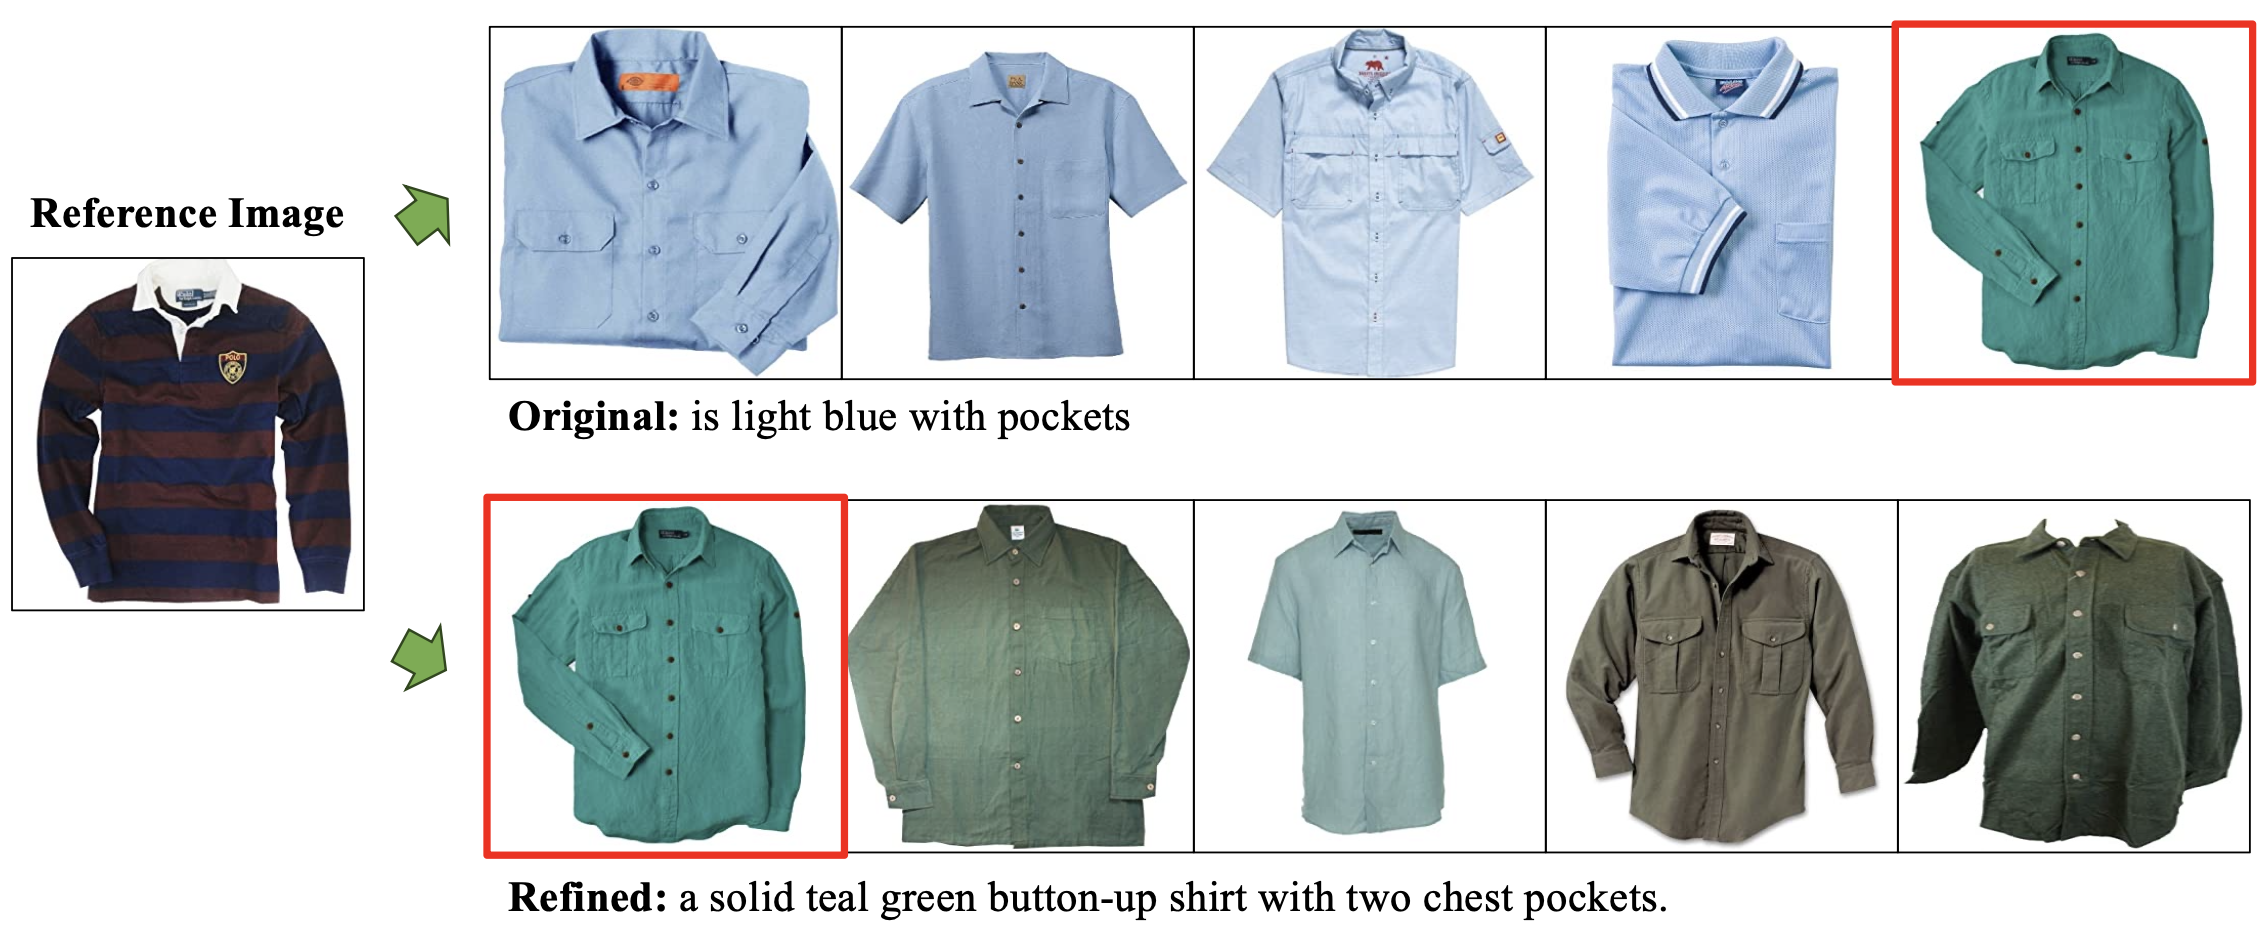 Reference Image
POLO
Original: is light blue with pockets
Refined: a solid teal green button-up shirt with two chest pockets.